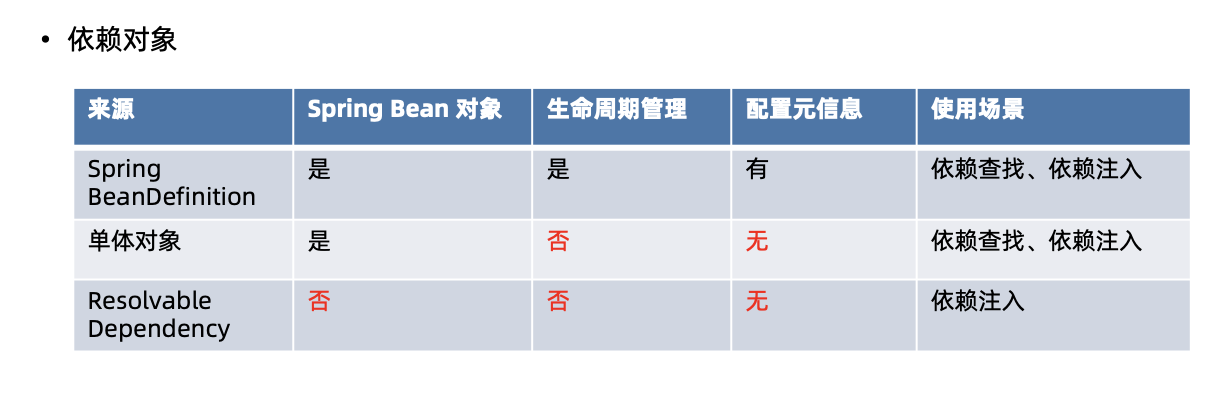 • 依赖对象
来源 Spring Bean 对象 生命周期管理 配置元信息 使用场景
Spring
BeanDefinition 是 是 有 依赖查找、依赖注入
单体对象 是 否 无 依赖查找、依赖注入
Resolvable
Dependency 否 否 无 依赖注入